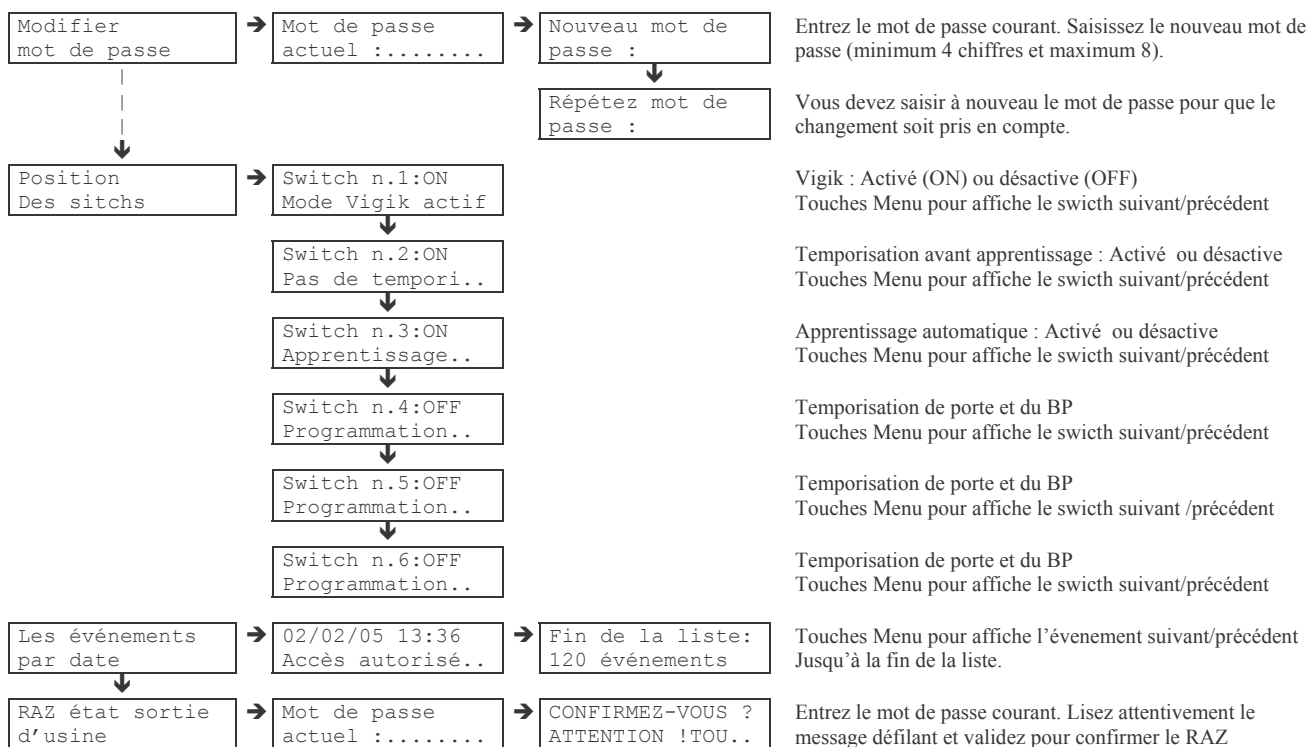 Modifier
mot de passe
Mot de passe
actuel :........
Nouveau mot de
passe :
Entrez le mot de passe courant. Saisissez le nouveau mot de
passe (minimum 4 chiffres et maximum 8).
Répétez mot de
passe :
Vous devez saisir à nouveau le mot de passe pour que le
changement soit pris en compte.
Position
Des sitchs
Switch n.1:ON
Mode Vigik actif
Vigik : Activé (ON) ou désactive (OFF)
Touches Menu pour affiche le swicth suivant/précédent
Switch n.2:ON
Pas de tempori..
Temporisation avant apprentissage : Activé  ou désactive
Touches Menu pour affiche le swicth suivant/précédent
Switch n.3:ON
Apprentissage..
Apprentissage automatique : Activé  ou désactive
Touches Menu pour affiche le swicth suivant/précédent
Switch n.4:OFF
Programmation..
Temporisation de porte et du BP
Touches Menu pour affiche le swicth suivant/précédent
Switch n.5:OFF
Programmation..
Temporisation de porte et du BP
Touches Menu pour affiche le swicth suivant /précédent
Switch n.6:OFF
Programmation..
Temporisation de porte et du BP
Touches Menu pour affiche le swicth suivant/précédent
Les événements
par date
02/02/05 13:36
Accès autorisé..
Fin de la liste:
120 événements
Touches Menu pour affiche l’évenement suivant/précédent
Jusqu’à la fin de la liste.
RAZ état sortie
d’usine
Mot de passe
actuel :........
CONFIRMEZ-VOUS ?
ATTENTION !TOU..
Entrez le mot de passe courant. Lisez attentivement le
message défilant et validez pour confirmer le RAZ